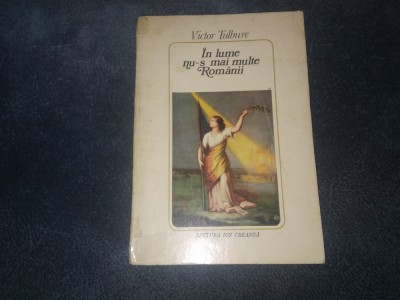 Victor Tulbure
În lume
nu-s mai multe
Românii
EDITURA ION CREANGĂ